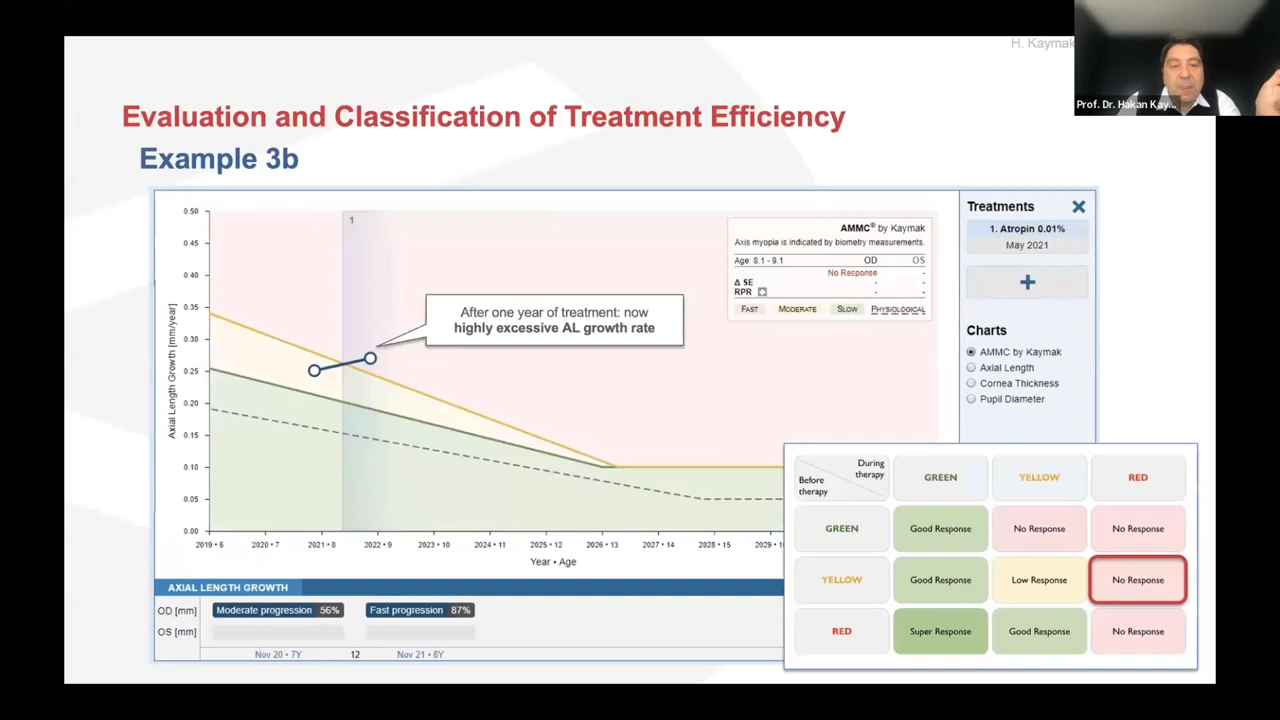 H. Kaymak
Prof. Dr. Hakan Kay...
Evaluation and Classification of Treatment Efficiency
Example 3b
0.50
0.45
0.40
0.35
0.30
0.25
0.20
0.15
0.10
0.05
0.00
Axial Length Growth [mm/year]
1
After one year of treatment: now
highly excessive AL growth rate
AMMC® by Kaymak
Axis myopia is indicated by biometry measurements.
Age: 8.1 - 9.1 OD OS
No Response -
Δ SE - -
RPR + - -
FAST MODERATE SLOW PHYSIOLOGICAL
2019 • 6 2020 • 7 2021 • 8 2022 • 9 2023 • 10 2024 • 11 2025 • 12 2026 • 13 2027 • 14 2028 • 15 2029 •
Year • Age
Treatments
1. Atropin 0.01%
May 2021
+
Charts
AMMC by Kaymak
Axial Length
Cornea Thickness
Pupil Diameter
AXIAL LENGTH GROWTH
OD [mm] Moderate progression 56% Fast progression 87%
OS [mm]
Nov 20 • 7Y 12 Nov 21 • 8Y
During
therapy
Before
therapy
GREEN YELLOW RED
GREEN Good Response No Response No Response
YELLOW Good Response Low Response No Response
RED Super Response Good Response No Response